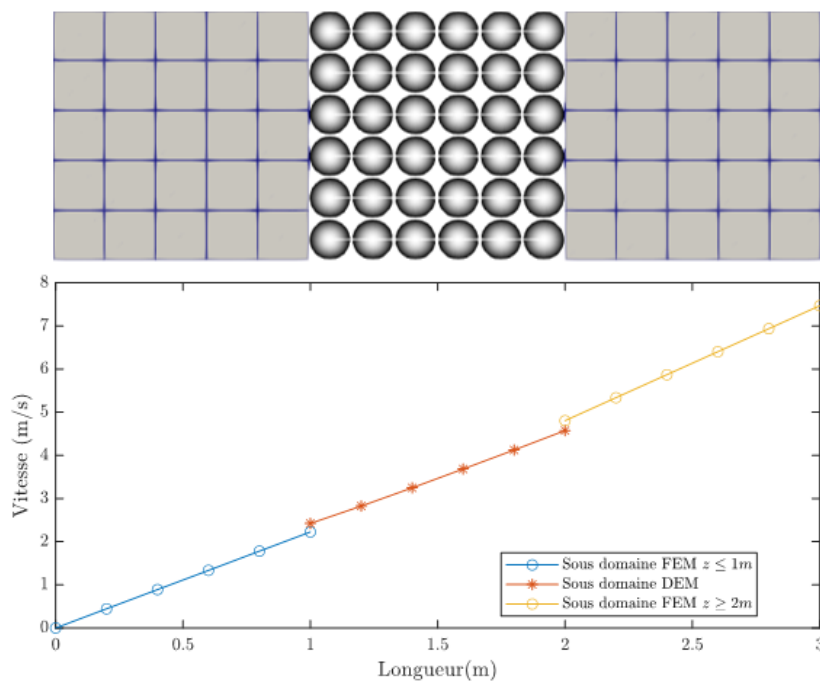 8
7
6
5
4
3
2
1
0
Vitesse (m/s)
Sous domaine FEM z ≤ 1m
Sous domaine DEM
Sous domaine FEM z ≥ 2m
0 0.5 1 1.5 2 2.5 3
Longueur(m)